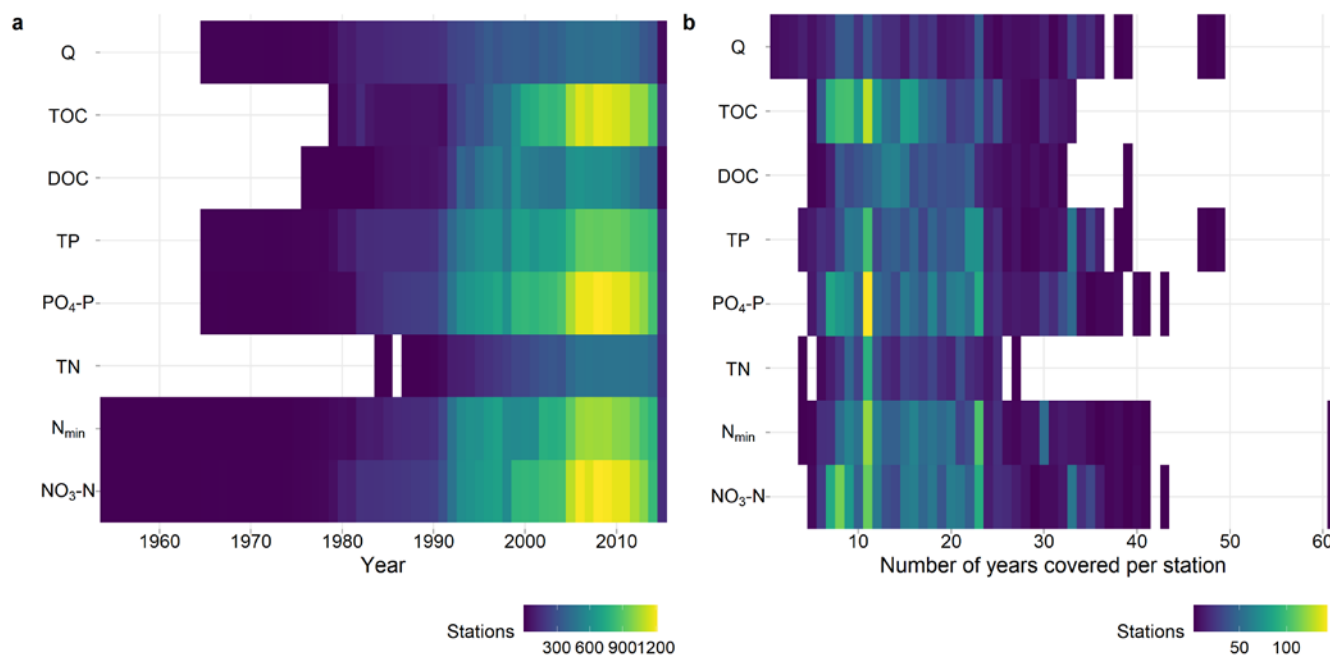 a
Q
TOC
DOC
TP
PO₄-P
TN
Nₘᵢₙ
NO₃-N
1960 1970 1980 1990 2000 2010
Year
Stations
300 600 900 1200
b
Q
TOC
DOC
TP
PO₄-P
TN
Nₘᵢₙ
NO₃-N
10 20 30 40 50 60
Number of years covered per station
Stations
50 100